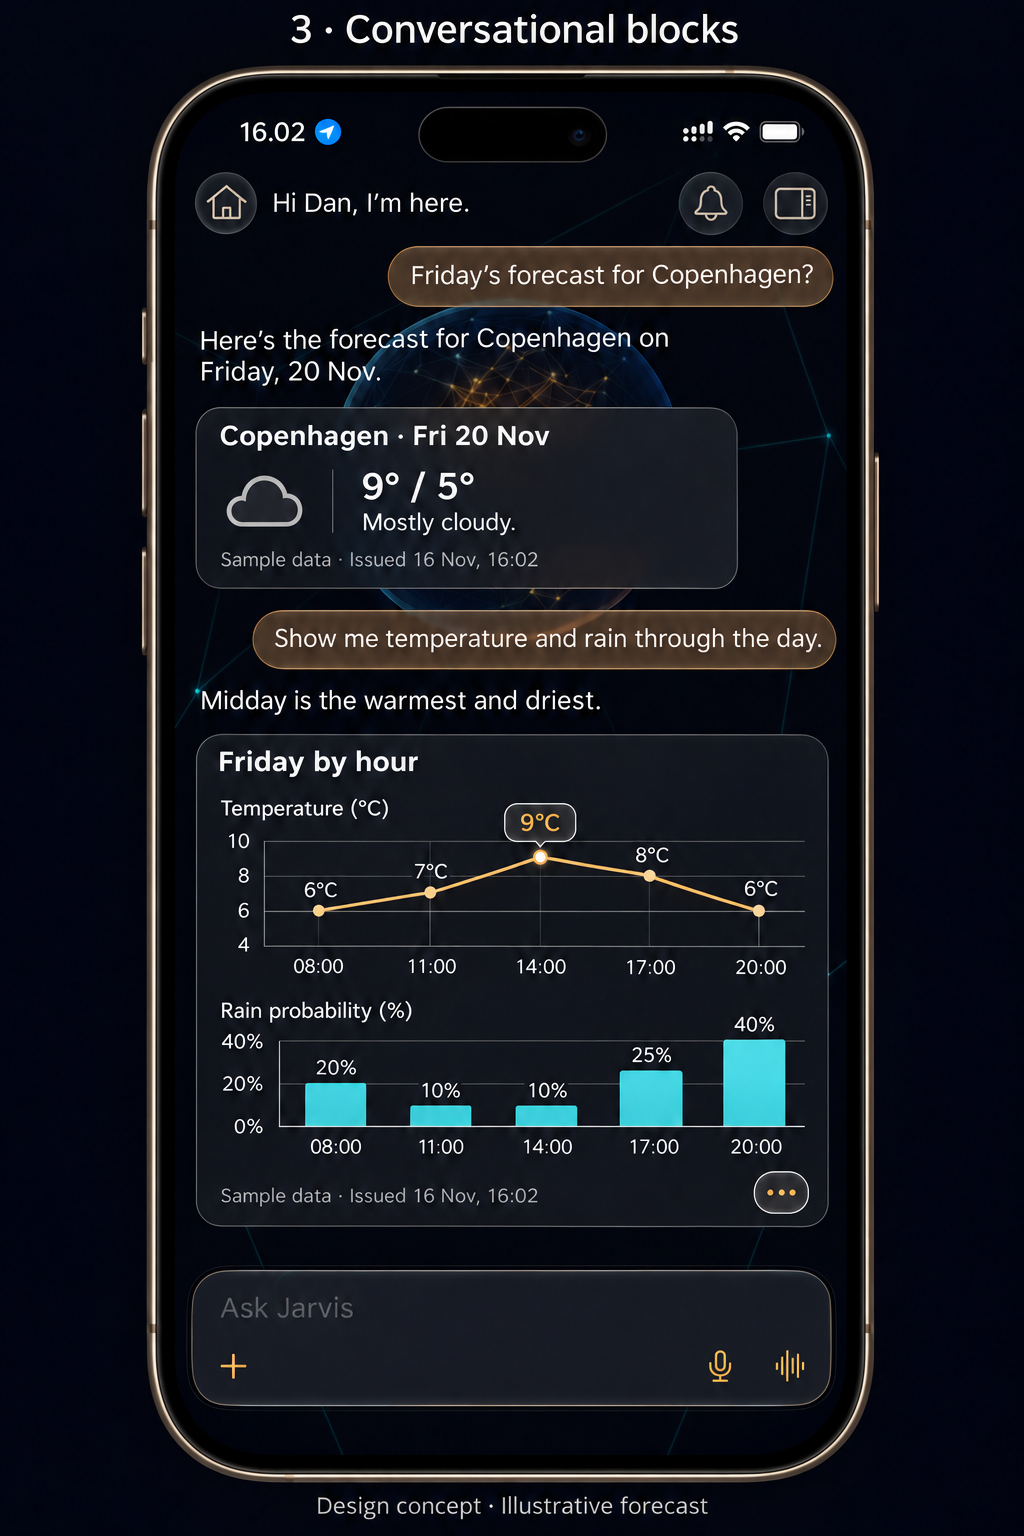 3 · Conversational blocks
16.02
Hi Dan, I'm here.
Friday's forecast for Copenhagen?
Here's the forecast for Copenhagen on
Friday, 20 Nov.
Copenhagen · Fri 20 Nov
9° / 5°
Mostly cloudy.
Sample data · Issued 16 Nov, 16:02
Show me temperature and rain through the day.
Midday is the warmest and driest.
Friday by hour
Temperature (°C)
10
8
6
4
6°C
7°C
9°C
8°C
6°C
08:00 11:00 14:00 17:00 20:00
Rain probability (%)
40%
20%
0%
20%
10%
10%
25%
40%
08:00 11:00 14:00 17:00 20:00
Sample data · Issued 16 Nov, 16:02
Ask Jarvis
Design concept · Illustrative forecast